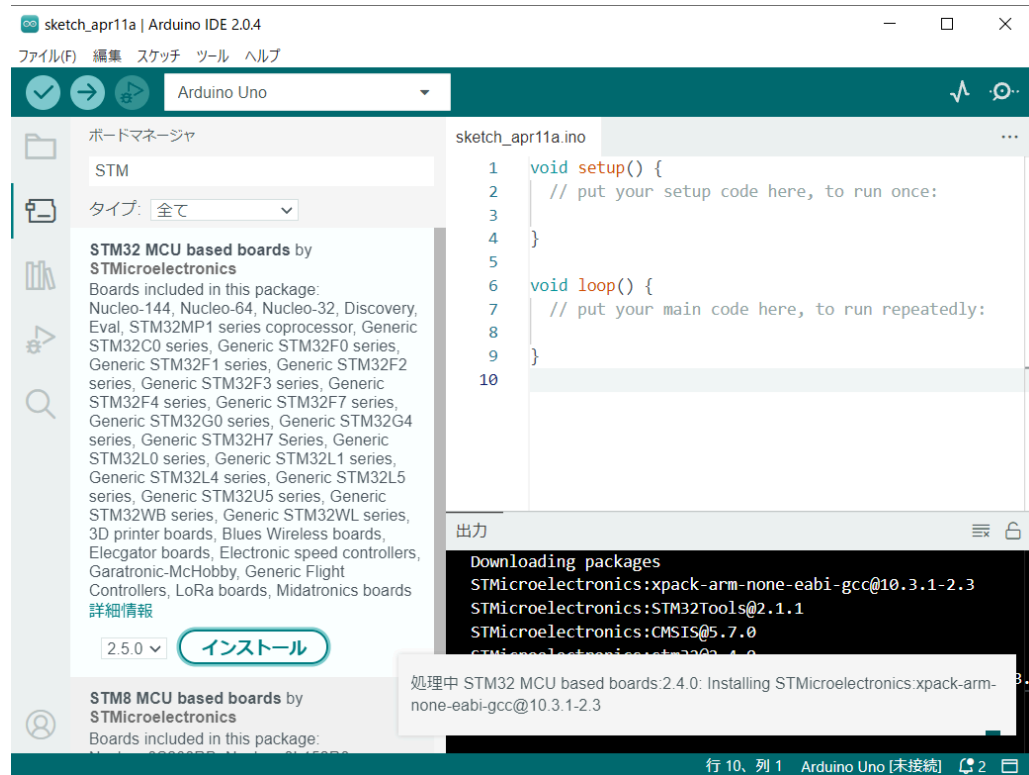 sketch_apr11a | Arduino IDE 2.0.4
ファイル(F) 編集 スケッチ ツール ヘルプ
Arduino Uno
ボードマネージャ
STM
タイプ: 全て
STM32 MCU based boards by
STMicroelectronics
Boards included in this package:
Nucleo-144, Nucleo-64, Nucleo-32, Discovery,
Eval, STM32MP1 series coprocessor, Generic
STM32C0 series, Generic STM32F0 series,
Generic STM32F1 series, Generic STM32F2
series, Generic STM32F3 series, Generic
STM32F4 series, Generic STM32F7 series,
Generic STM32G0 series, Generic STM32G4
series, Generic STM32H7 Series, Generic
STM32L0 series, Generic STM32L1 series,
Generic STM32L4 series, Generic STM32L5
series, Generic STM32U5 series, Generic
STM32WB series, Generic STM32WL series,
3D printer boards, Blues Wireless boards,
Elecgator boards, Electronic speed controllers,
Garatronic-McHobby, Generic Flight
Controllers, LoRa boards, Midatronics boards
詳細情報
2.5.0 インストール
STM8 MCU based boards by
STMicroelectronics
Boards included in this package:
sketch_apr11a.ino
1 void setup() {
2 // put your setup code here, to run once:
3
4 }
5
6 void loop() {
7 // put your main code here, to run repeatedly:
8
9 }
10
出力
Downloading packages
STMicroelectronics:xpack-arm-none-eabi-gcc@10.3.1-2.3
STMicroelectronics:STM32Tools@2.1.1
STMicroelectronics:CMSIS@5.7.0
処理中 STM32 MCU based boards:2.4.0: Installing STMicroelectronics:xpack-arm-
none-eabi-gcc@10.3.1-2.3
行 10、列 1 Arduino Uno [未接続] 2